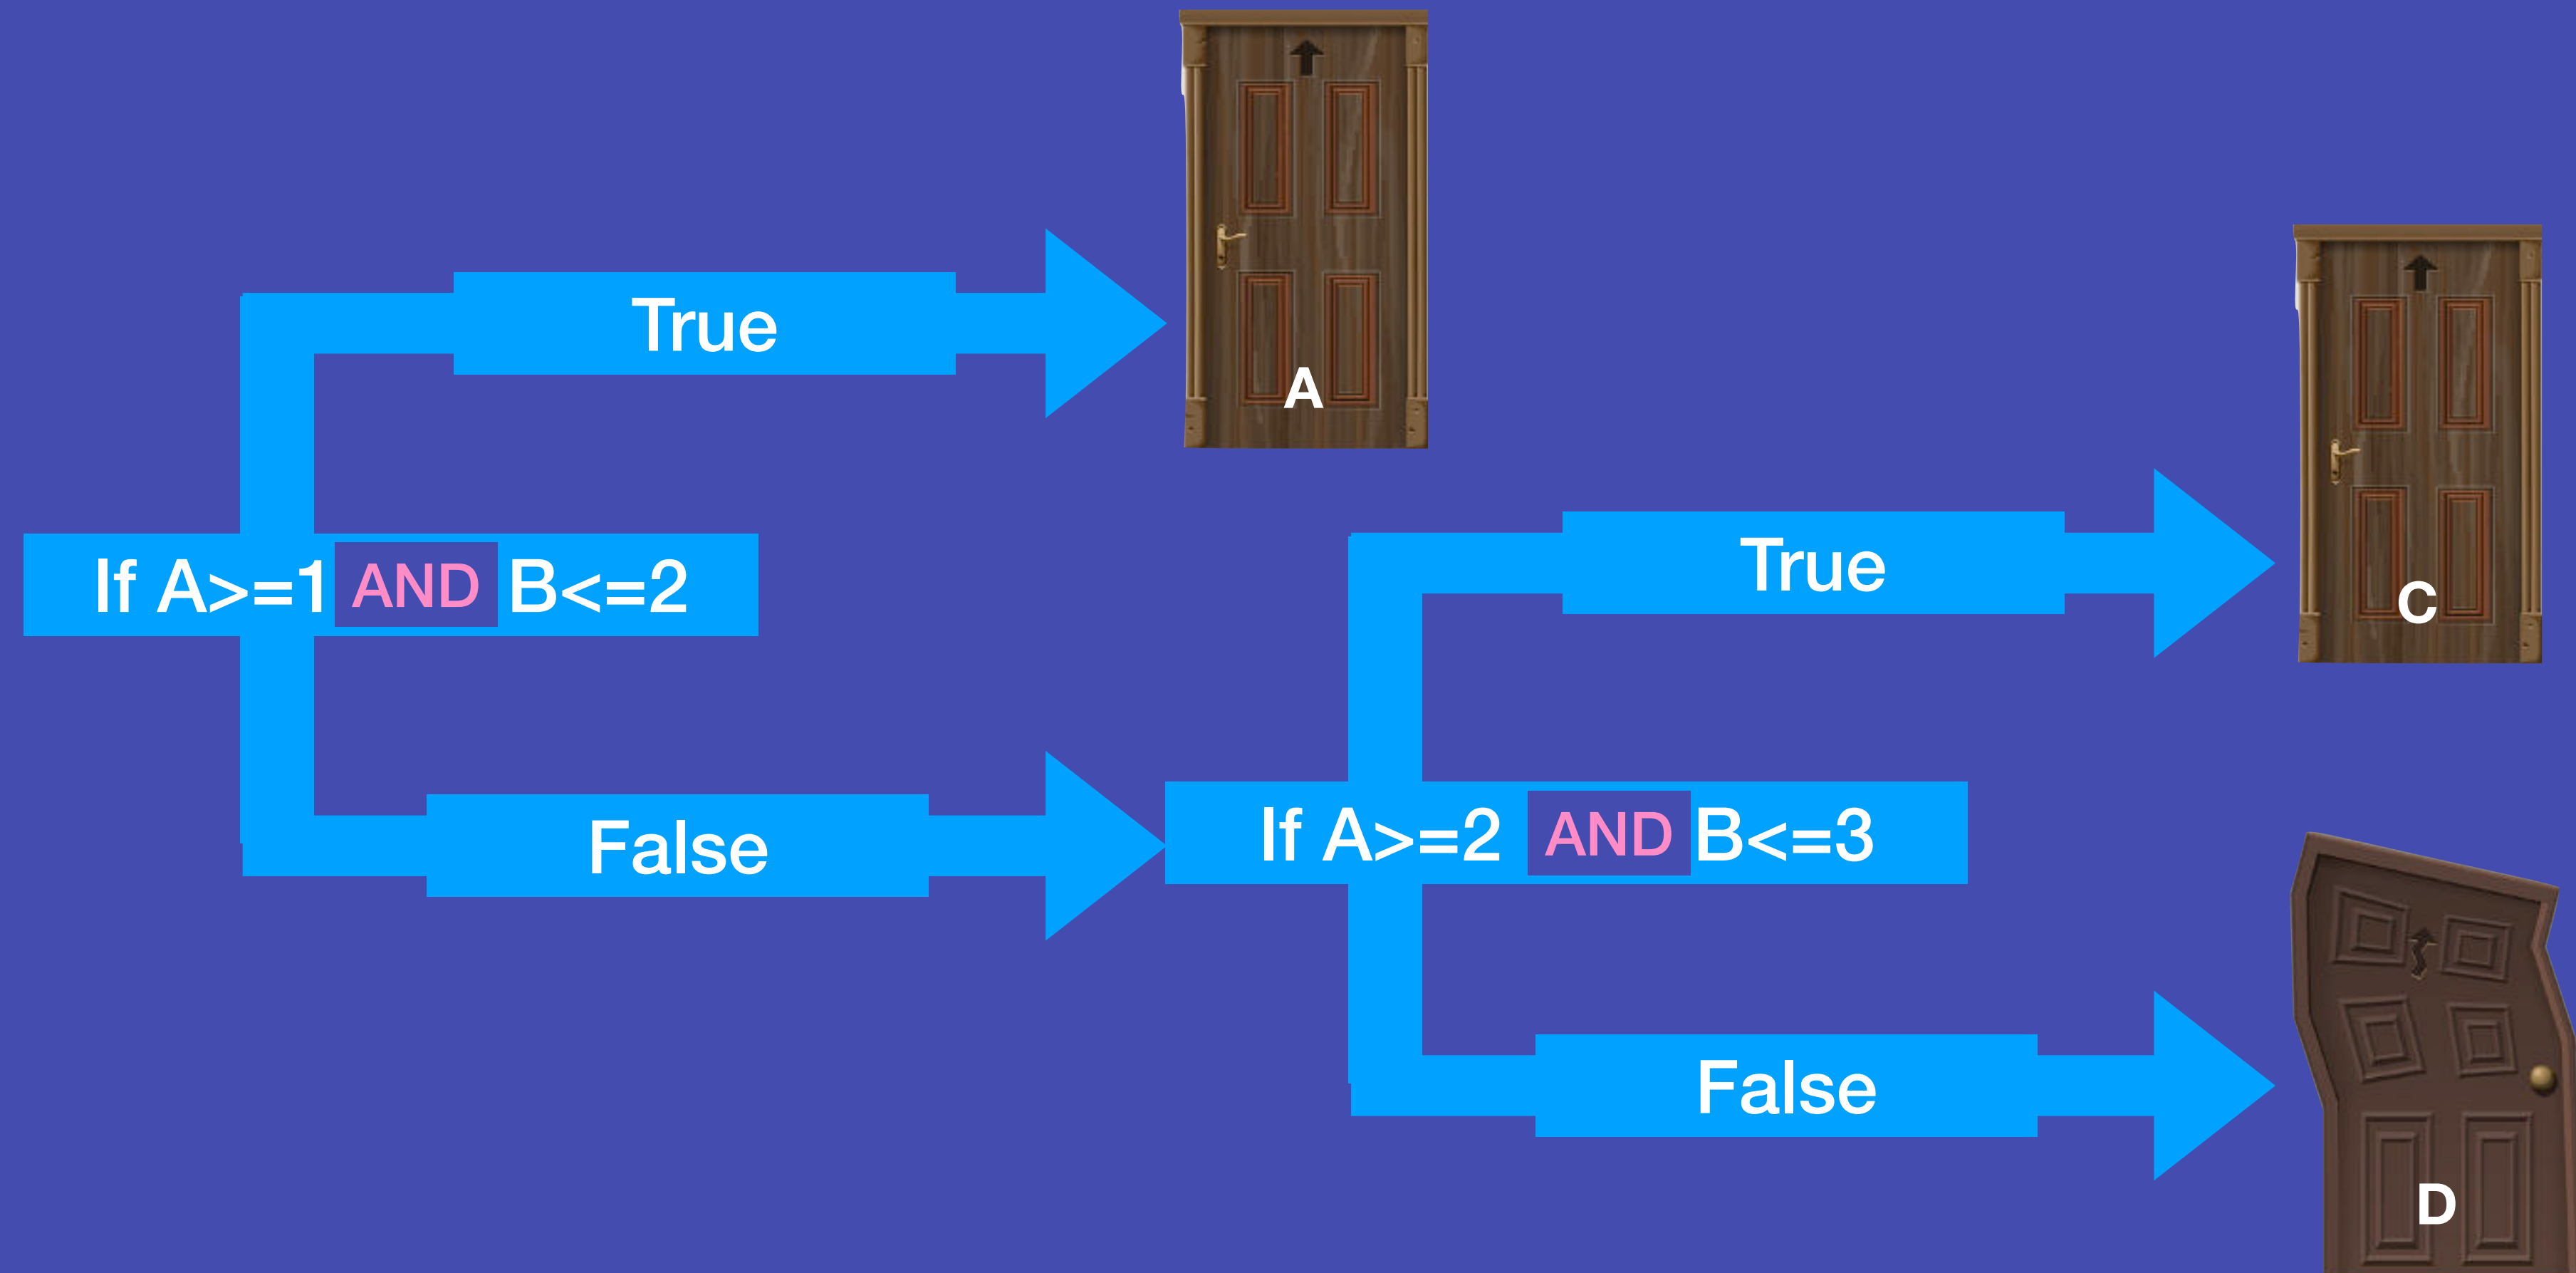 A
True
C
True
If A>=1 AND B<=2
If A>=2 AND B<=3
False
False
D